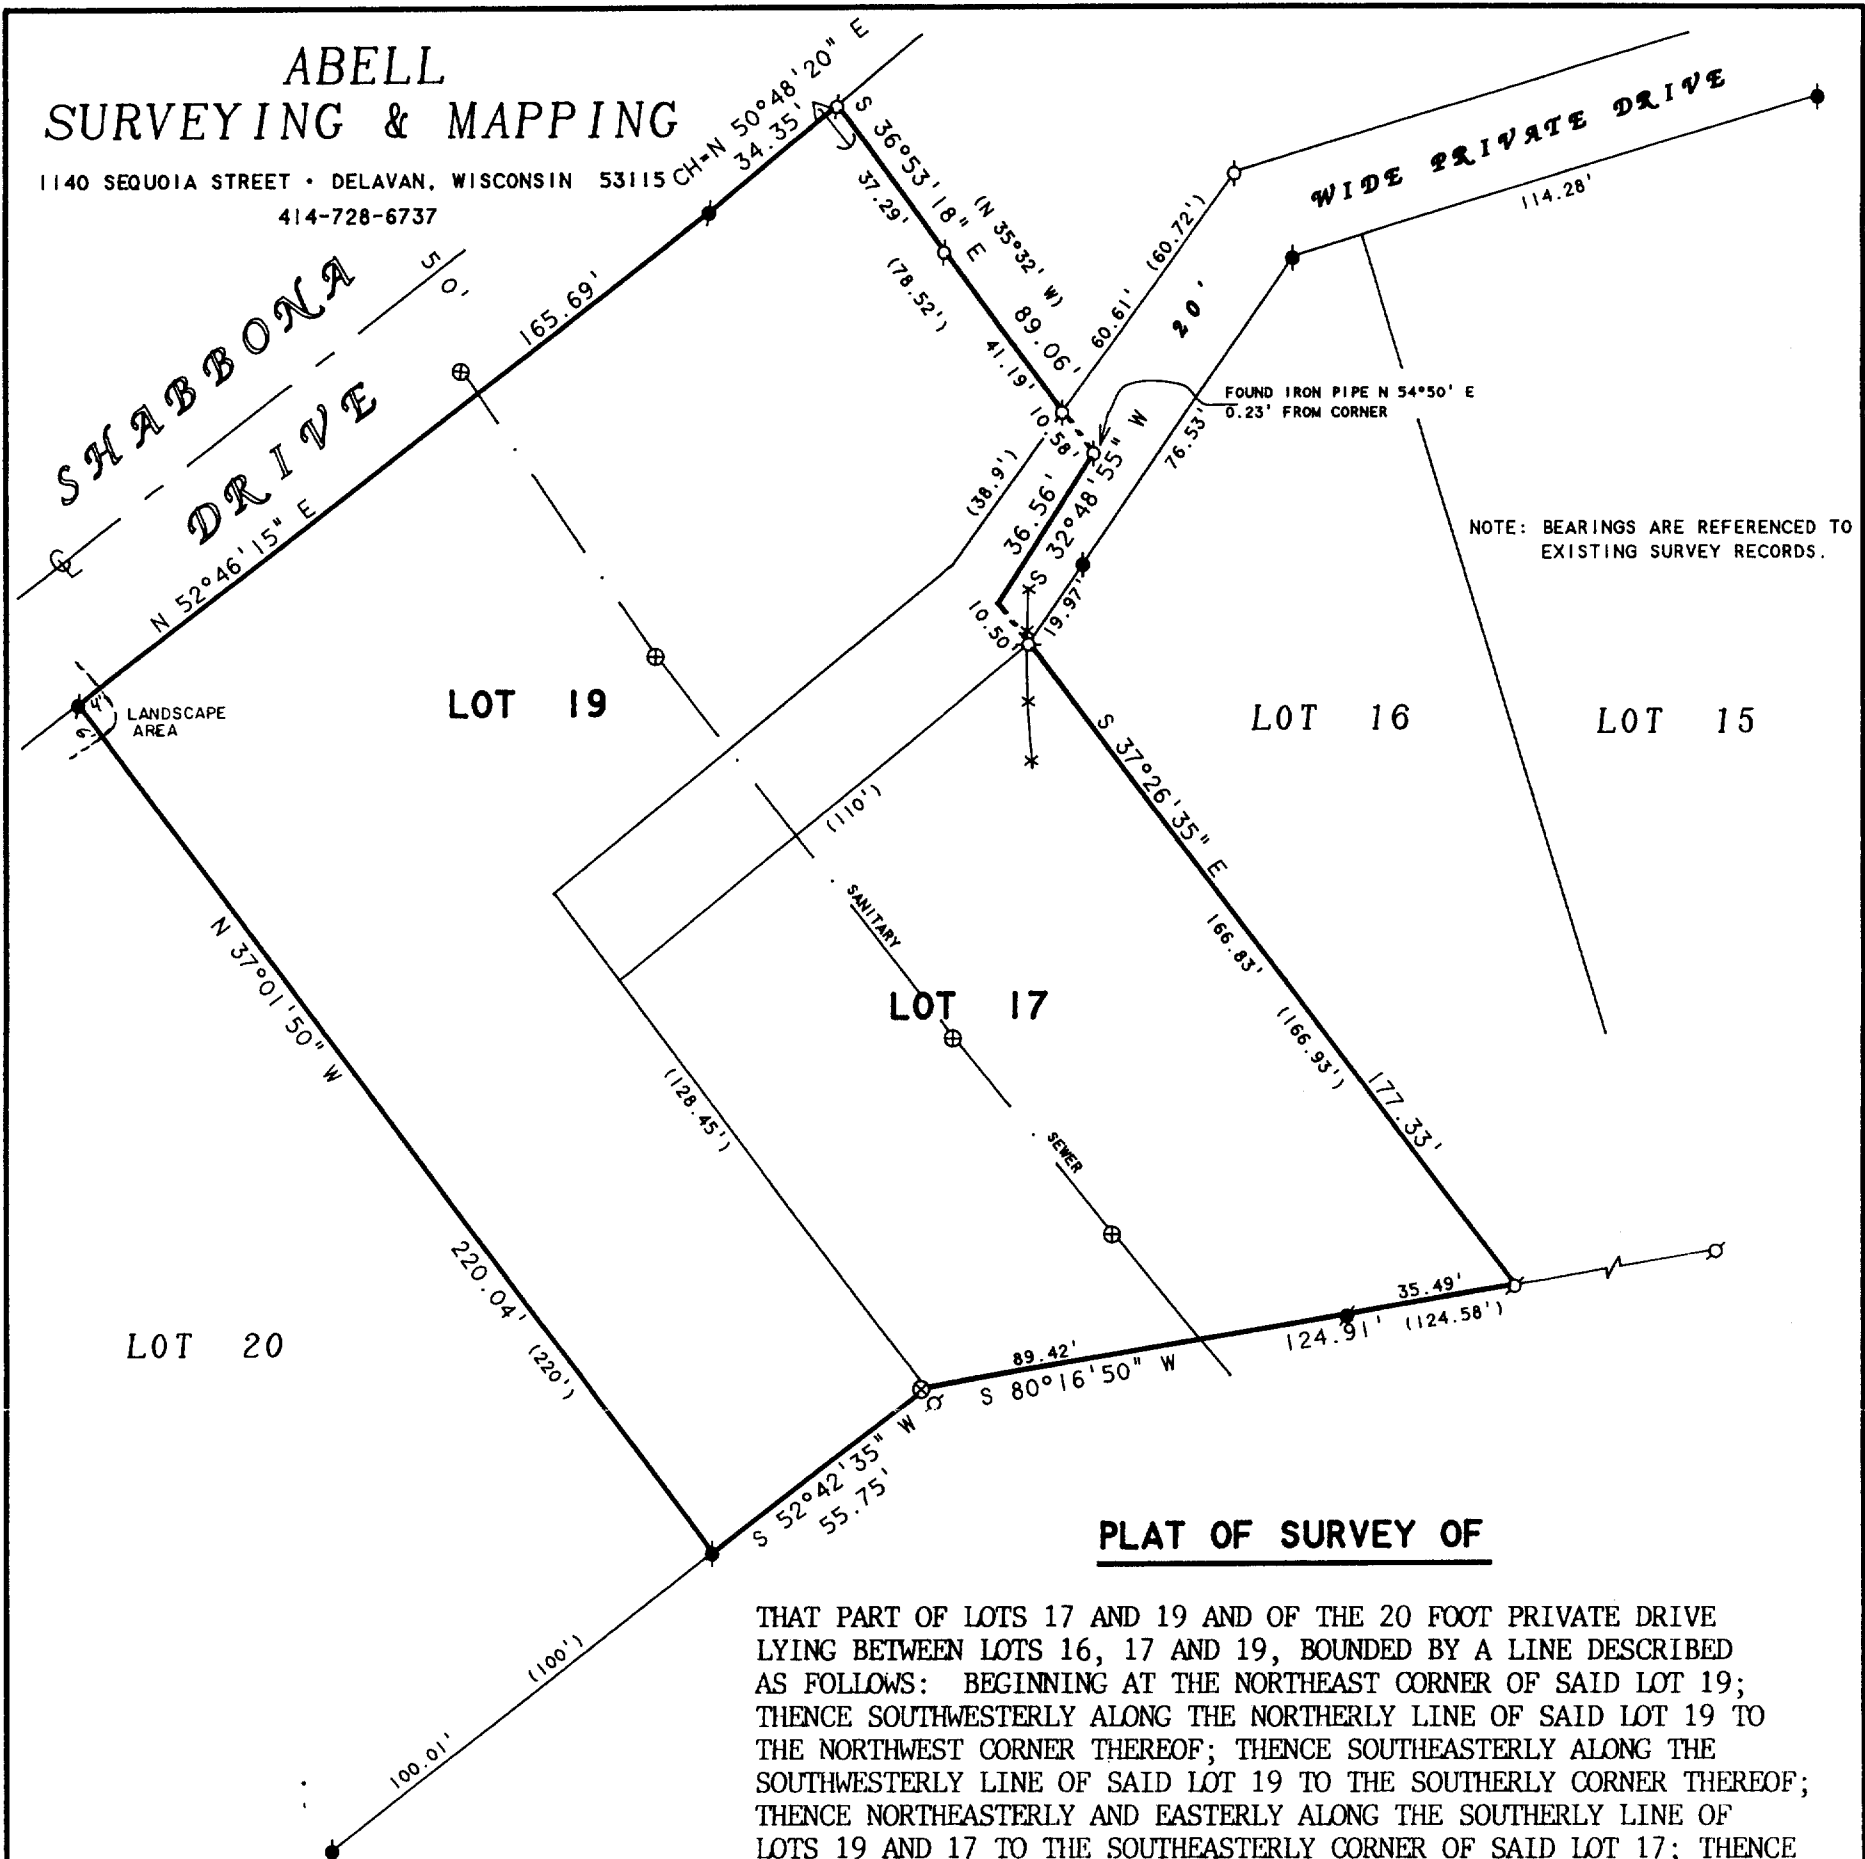 ABELL
SURVEYING & MAPPING
1140 SEQUOIA STREET • DELAVAN, WISCONSIN 53115
414-728-6737
CH=N 50°48'20" E
34.35'
S 36°53'18" E
37.29'
(N 35°32' W)
(78.52')
89.06'
41.19'
10.58'
WIDE PRIVATE DRIVE
114.28'
(60.72')
60.61'
20'
76.53'
FOUND IRON PIPE N 54°50' E
0.23' FROM CORNER
50'
SHABBONA
DRIVE
165.69'
N 52°46'15" E
(38.9')
36.56'
S 32°48'55" W
19.97'
10.50'
NOTE: BEARINGS ARE REFERENCED TO
EXISTING SURVEY RECORDS.
4'
6'
LANDSCAPE
AREA
LOT 19
LOT 16
LOT 15
(110')
S 37°26'35" E
166.83'
(166.93')
177.33'
SANITARY
SEWER
LOT 17
N 37°01'50" W
220.04'
(220')
(128.45')
LOT 20
35.49'
124.91' (124.58')
89.42'
S 80°16'50" W
S 52°42'35" W
55.75'
(100')
100.01'
PLAT OF SURVEY OF
THAT PART OF LOTS 17 AND 19 AND OF THE 20 FOOT PRIVATE DRIVE
LYING BETWEEN LOTS 16, 17 AND 19, BOUNDED BY A LINE DESCRIBED
AS FOLLOWS: BEGINNING AT THE NORTHEAST CORNER OF SAID LOT 19;
THENCE SOUTHWESTERLY ALONG THE NORTHERLY LINE OF SAID LOT 19 TO
THE NORTHWEST CORNER THEREOF; THENCE SOUTHEASTERLY ALONG THE
SOUTHWESTERLY LINE OF SAID LOT 19 TO THE SOUTHERLY CORNER THEREOF;
THENCE NORTHEASTERLY AND EASTERLY ALONG THE SOUTHERLY LINE OF
LOTS 19 AND 17 TO THE SOUTHEASTERLY CORNER OF SAID LOT 17; THENCE